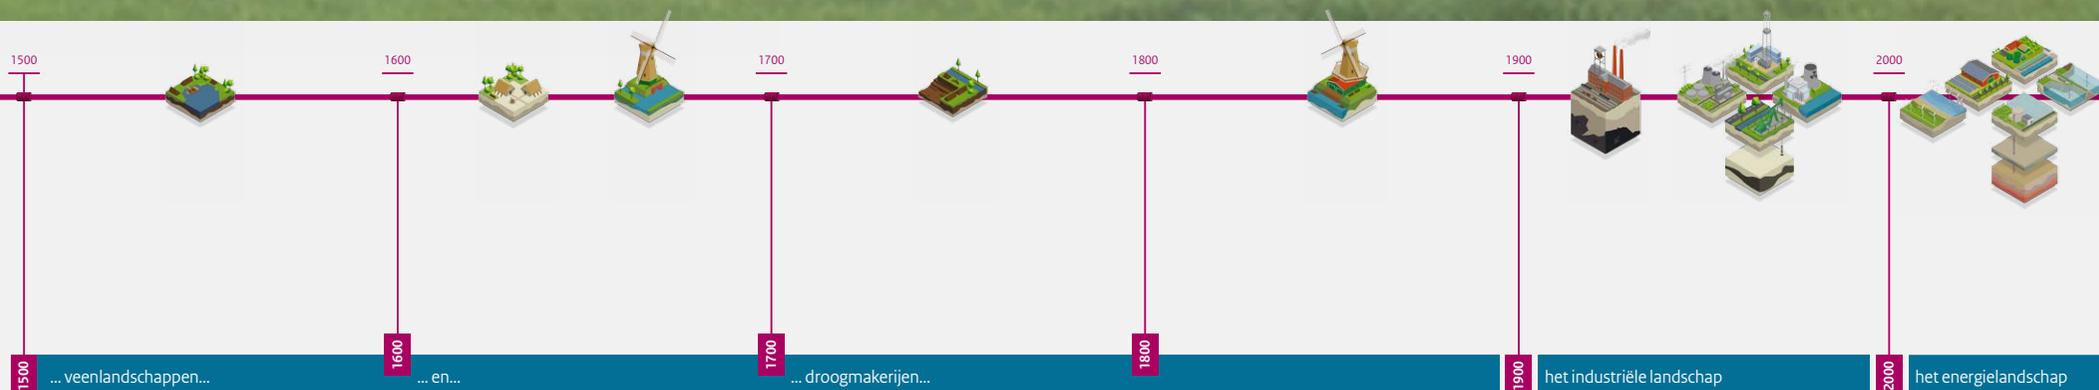 1500
1600
1700
1800
1900
2000
1500
1600
1700
1800
1900
2000
... veenlandschappen...
... en...
... droogmakerijen...
het industriële landschap
het energielandschap